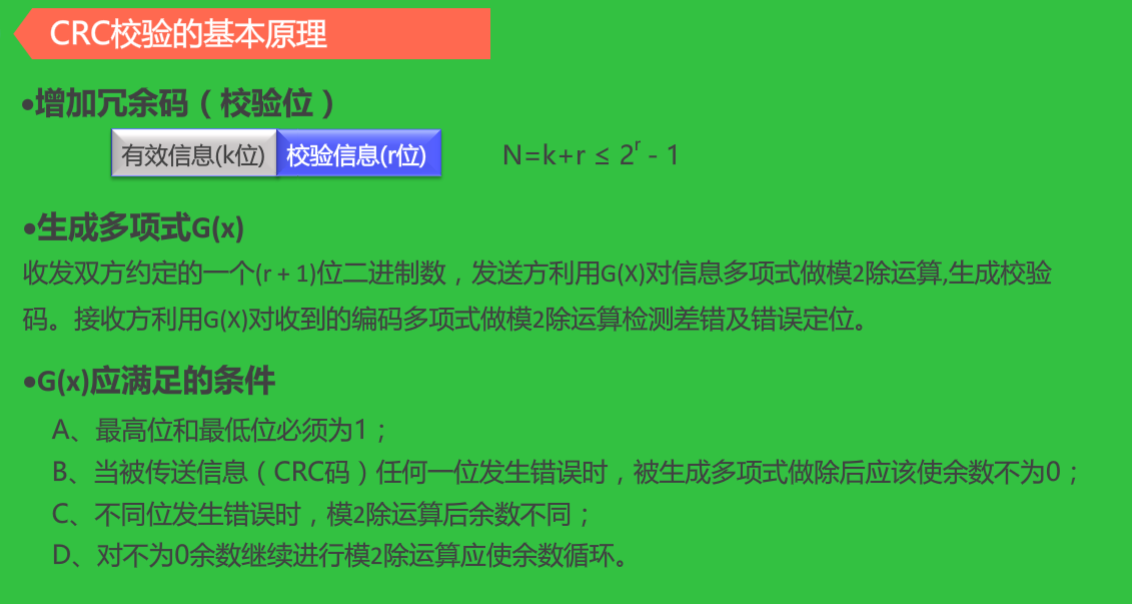 CRC校验的基本原理
•增加冗余码（校验位）
有效信息(k位) 校验信息(r位) N=k+r ≤ 2^r - 1
•生成多项式G(x)
收发双方约定的一个(r + 1)位二进制数，发送方利用G(X)对信息多项式做模2除运算,生成校验
码。接收方利用G(X)对收到的编码多项式做模2除运算检测差错及错误定位。
•G(x)应满足的条件
A、最高位和最低位必须为1；
B、当被传送信息（CRC码）任何一位发生错误时，被生成多项式做除后应该使余数不为0；
C、不同位发生错误时，模2除运算后余数不同；
D、对不为0余数继续进行模2除运算应使余数循环。